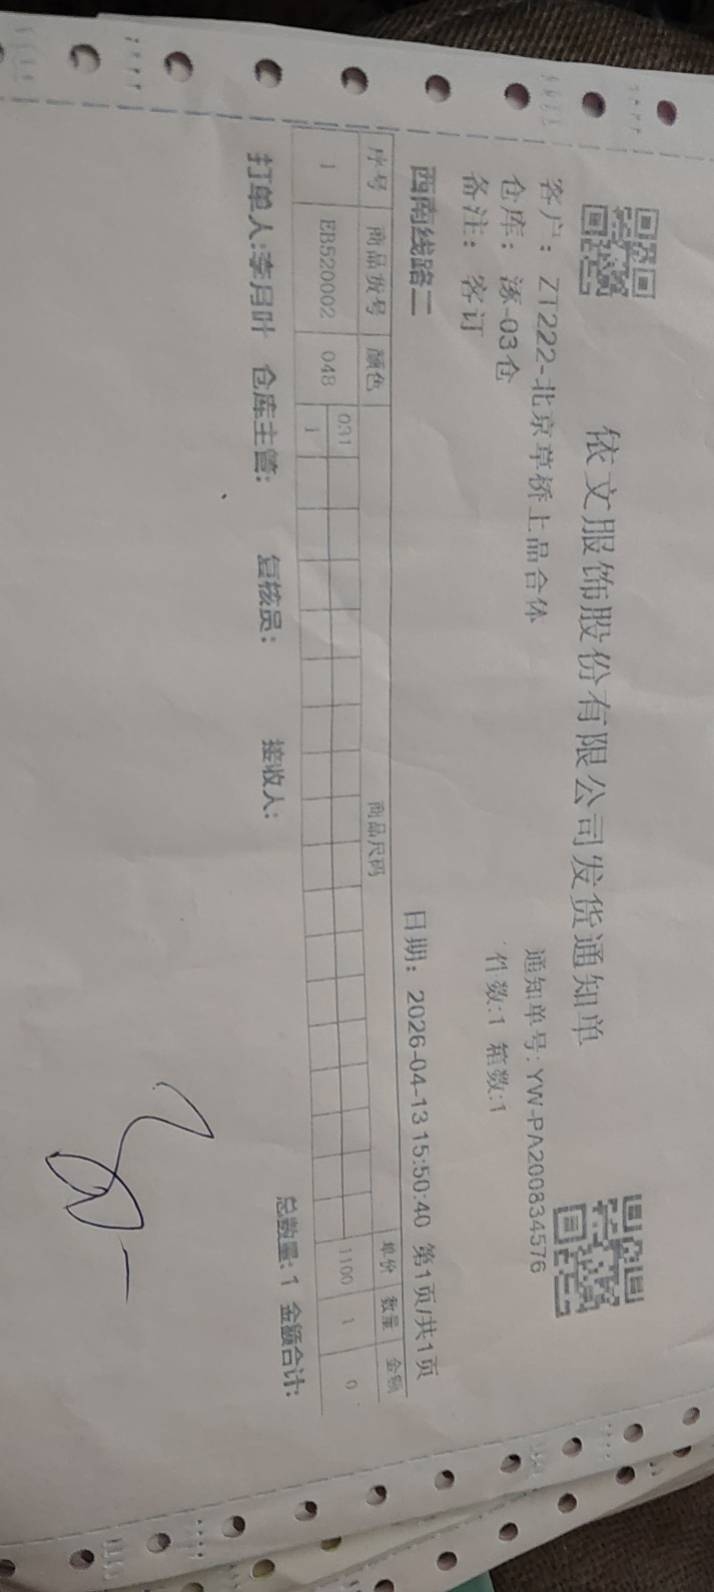 依文服饰股份有限公司发货通知单
客户：ZT222-北京草桥上品合体 通知单号:YW-PA200834576
仓库：涿-03仓 件数:1 箱数:1
备注：客订
西南线路二 日期：2026-04-13 15:50:40 第1页/共1页
序号 商品货号 颜色 商品尺码 单价 数量 金额
031
1 EB520002 048 1 1100 1 0
总数量:1 金额合计:
打单人:李月叶 仓库主管: 复核员: 接收人: